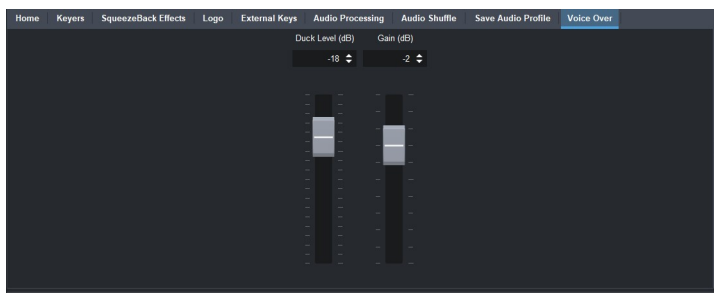 Home Keyers SqueezeBack Effects Logo External Keys Audio Processing Audio Shuffle Save Audio Profile Voice Over
Duck Level (dB) Gain (dB)
-18 -2